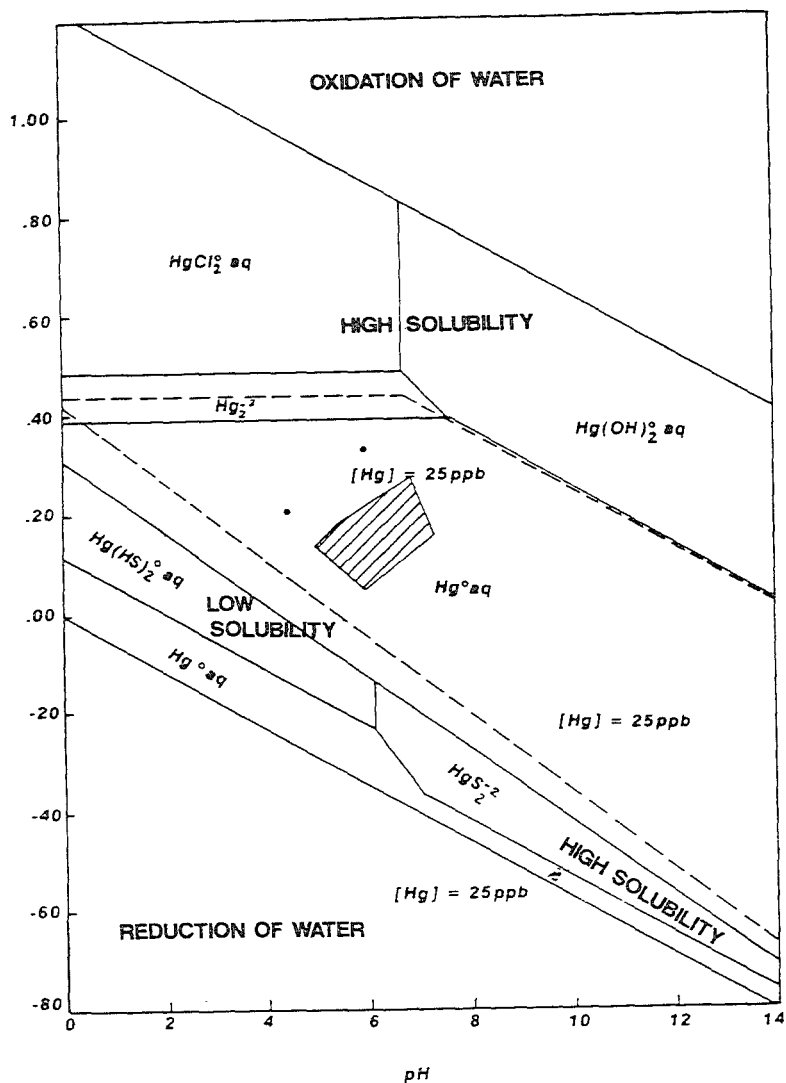 OXIDATION OF WATER
1.00
.80
HgCl₂° aq
.60
HIGH SOLUBILITY
Hg₂⁻²
.40
Hg(OH)₂° aq
[Hg] = 25ppb
.20
Hg(HS)₂° aq
Hg° aq
.00
LOW
SOLUBILITY
Hg° aq
-.20
[Hg] = 25ppb
HgS₂⁻²
-.40
HIGH SOLUBILITY
[Hg] = 25ppb
-.60
REDUCTION OF WATER
-.80
0 2 4 6 8 10 12 14
pH